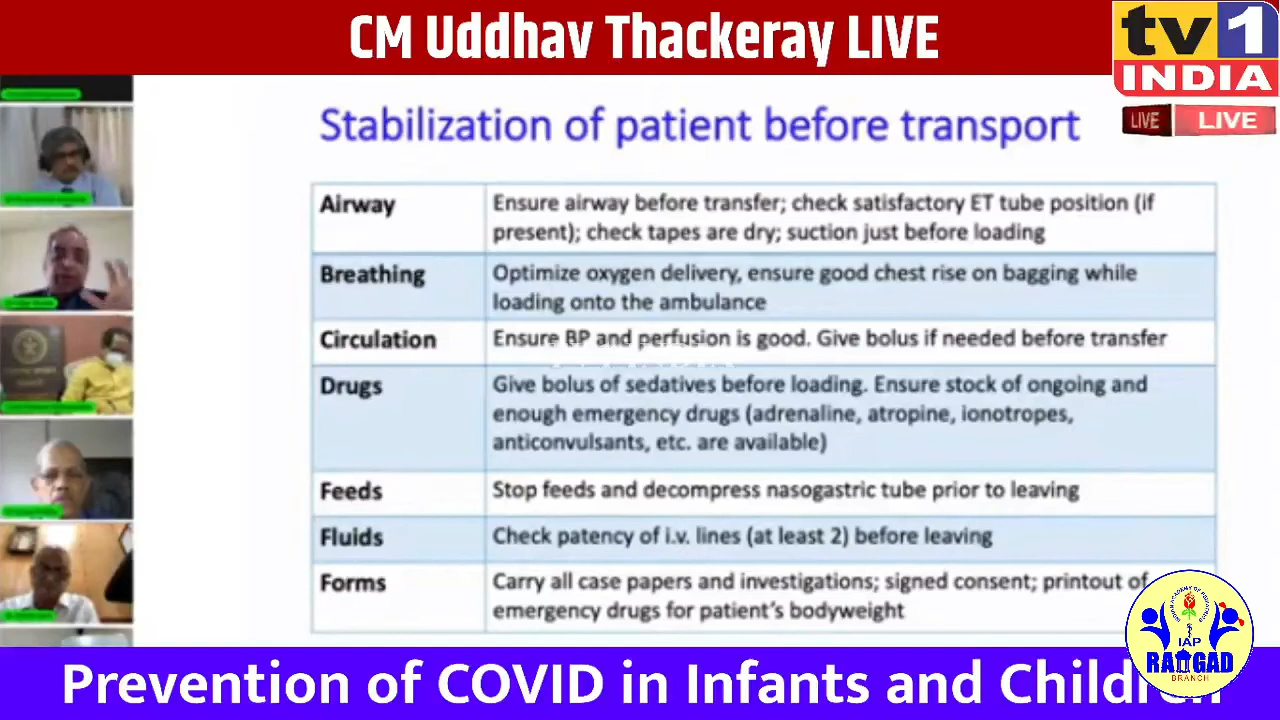 CM Uddhav Thackeray LIVE
tv1
INDIA
LIVE LIVE
Stabilization of patient before transport
Airway
Ensure airway before transfer; check satisfactory ET tube position (if
present); check tapes are dry; suction just before loading
Breathing
Optimize oxygen delivery, ensure good chest rise on bagging while
loading onto the ambulance
Circulation
Ensure BP and perfusion is good. Give bolus if needed before transfer
Drugs
Give bolus of sedatives before loading. Ensure stock of ongoing and
enough emergency drugs (adrenaline, atropine, ionotropes,
anticonvulsants, etc. are available)
Feeds
Stop feeds and decompress nasogastric tube prior to leaving
Fluids
Check patency of i.v. lines (at least 2) before leaving
Forms
Carry all case papers and investigations; signed consent; printout of
emergency drugs for patient's bodyweight
IAP
RAIGAD
BRANCH
Prevention of COVID in Infants and Children